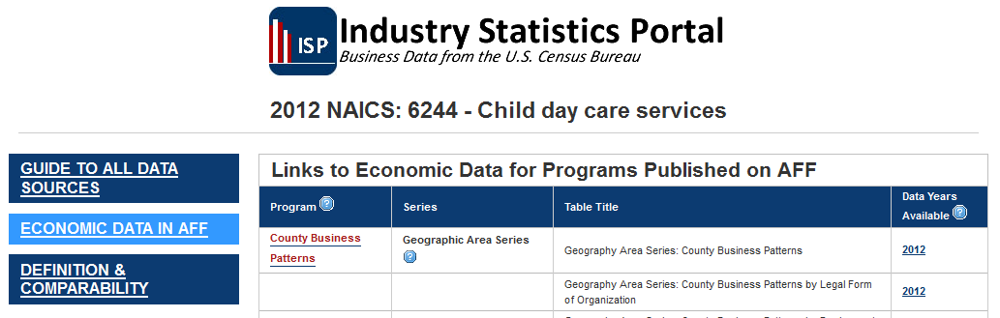 ISP
Industry Statistics Portal
Business Data from the U.S. Census Bureau
2012 NAICS: 6244 - Child day care services
GUIDE TO ALL DATA
SOURCES
ECONOMIC DATA IN AFF
DEFINITION &
COMPARABILITY
Links to Economic Data for Programs Published on AFF
Program ?
Series
Table Title
Data Years
Available ?
County Business
Patterns
Geographic Area Series
?
Geography Area Series: County Business Patterns
2012
Geography Area Series: County Business Patterns by Legal Form
of Organization
2012